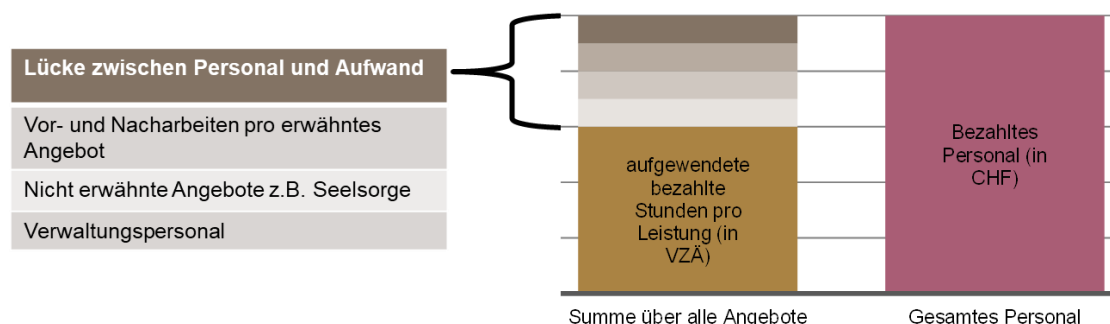 Lücke zwischen Personal und Aufwand
Vor- und Nacharbeiten pro erwähntes
Angebot
Nicht erwähnte Angebote z.B. Seelsorge
Verwaltungspersonal
aufgewendete
bezahlte
Stunden pro
Leistung (in
VZÄ)
Bezahltes
Personal (in
CHF)
Summe über alle Angebote
Gesamtes Personal